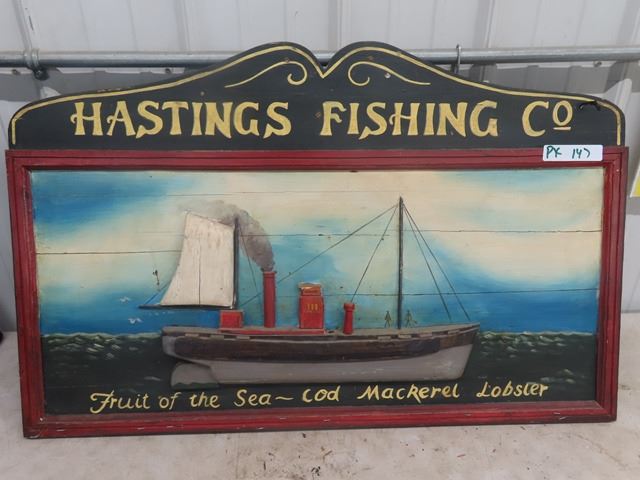 HASTINGS FISHING CO
PK 147
Fruit of the Sea ~ Cod Mackerel Lobster